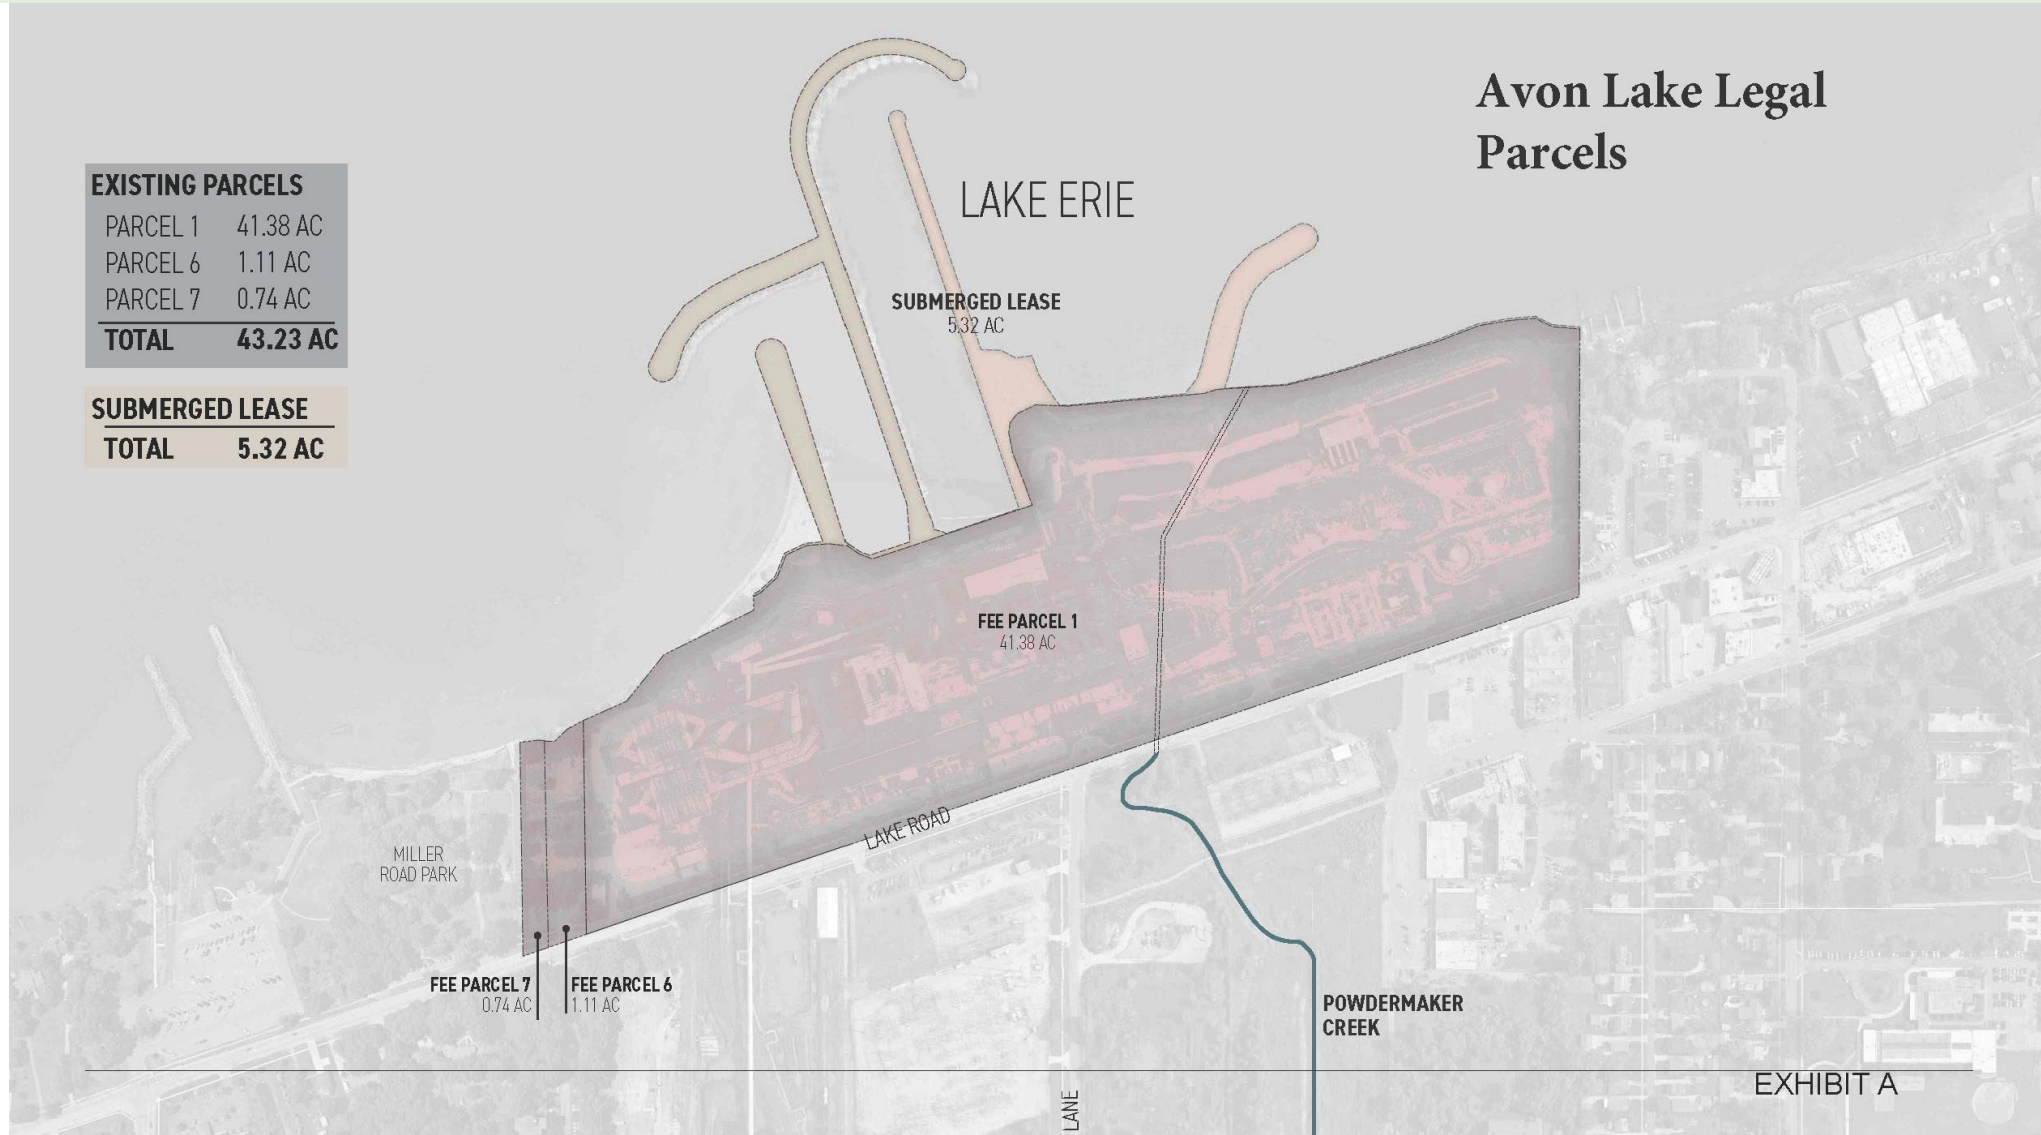 Avon Lake Legal
Parcels
EXISTING PARCELS
PARCEL 1 41.38 AC
PARCEL 6 1.11 AC
PARCEL 7 0.74 AC
TOTAL 43.23 AC
SUBMERGED LEASE
TOTAL 5.32 AC
LAKE ERIE
SUBMERGED LEASE
5.32 AC
FEE PARCEL 1
41.38 AC
LAKE ROAD
MILLER
ROAD PARK
FEE PARCEL 7
0.74 AC
FEE PARCEL 6
1.11 AC
POWDERMAKER
CREEK
LANE
EXHIBIT A